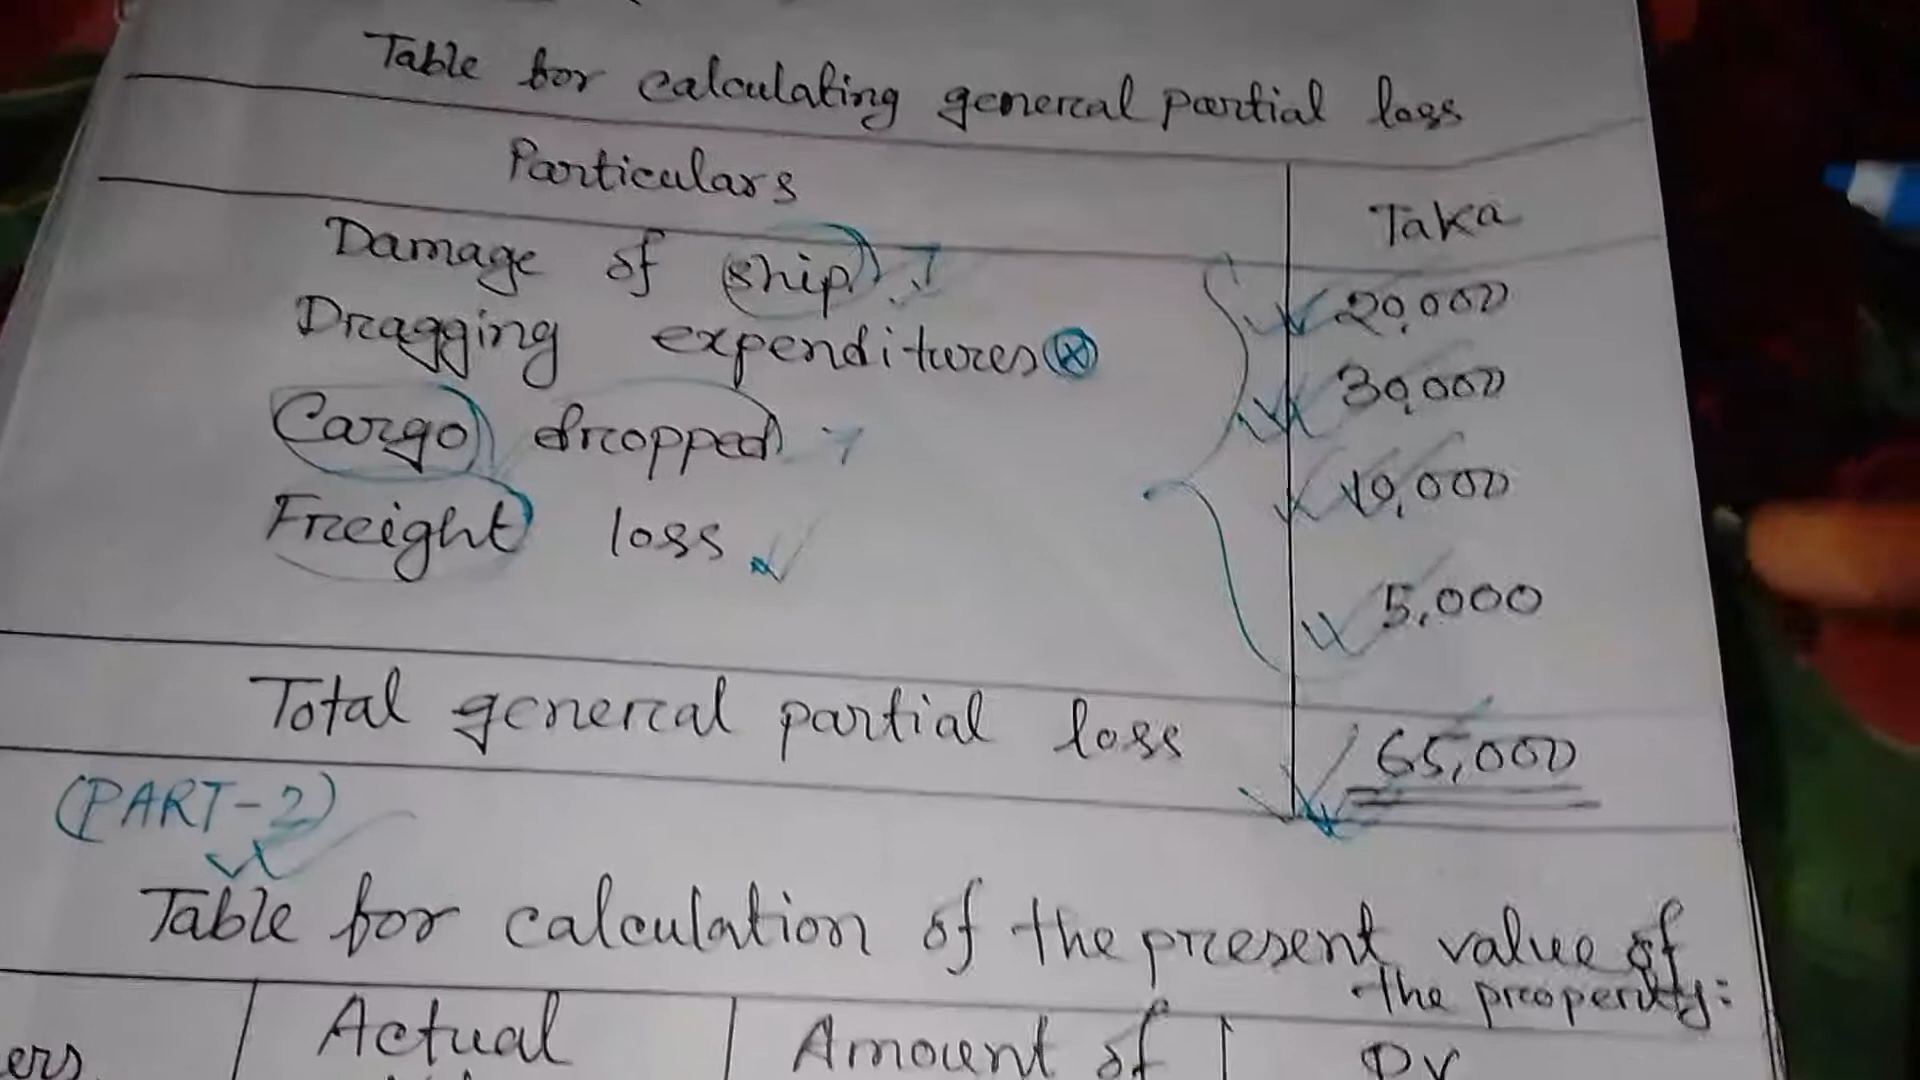 Table for calculating general partial loss
Particulars
Taka
Damage of ship
20,000
Dragging expenditures
30,000
Cargo dropped
10,000
Freight loss
5,000
Total general partial loss
65,000
(PART-2)
Table for calculation of the present value of
the property:
ers
Actual
Amount of
PV